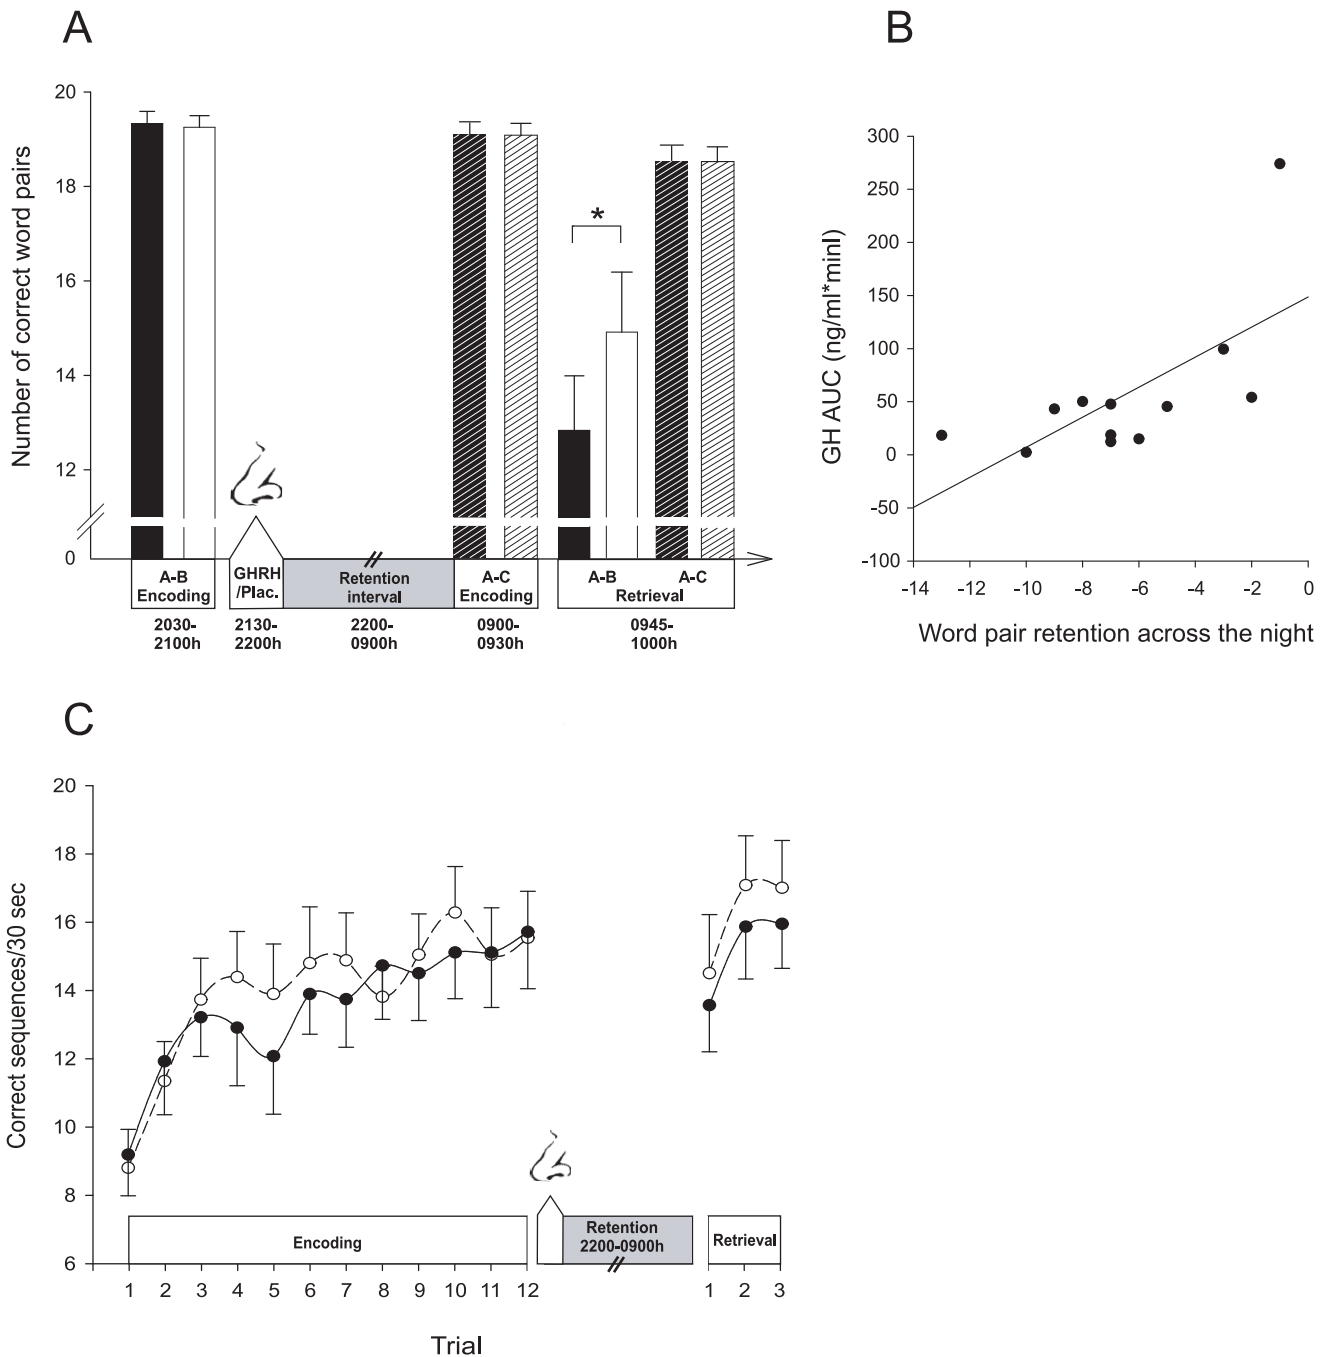 A
B
Number of correct word pairs
20
18
16
14
12
0
*
GHRH
/Plac.
A-B
Encoding
Retention
interval
A-C
Encoding
A-B
A-C
Retrieval
2030-
2100h
2130-
2200h
2200-
0900h
0900-
0930h
0945-
1000h
GH AUC (ng/ml*minl)
300
250
200
150
100
50
0
-50
-100
-14 -12 -10 -8 -6 -4 -2 0
Word pair retention across the night
C
Correct sequences/30 sec
20
18
16
14
12
10
8
6
Encoding
Retention
2200-0900h
Retrieval
1 2 3 4 5 6 7 8 9 10 11 12 1 2 3
Trial